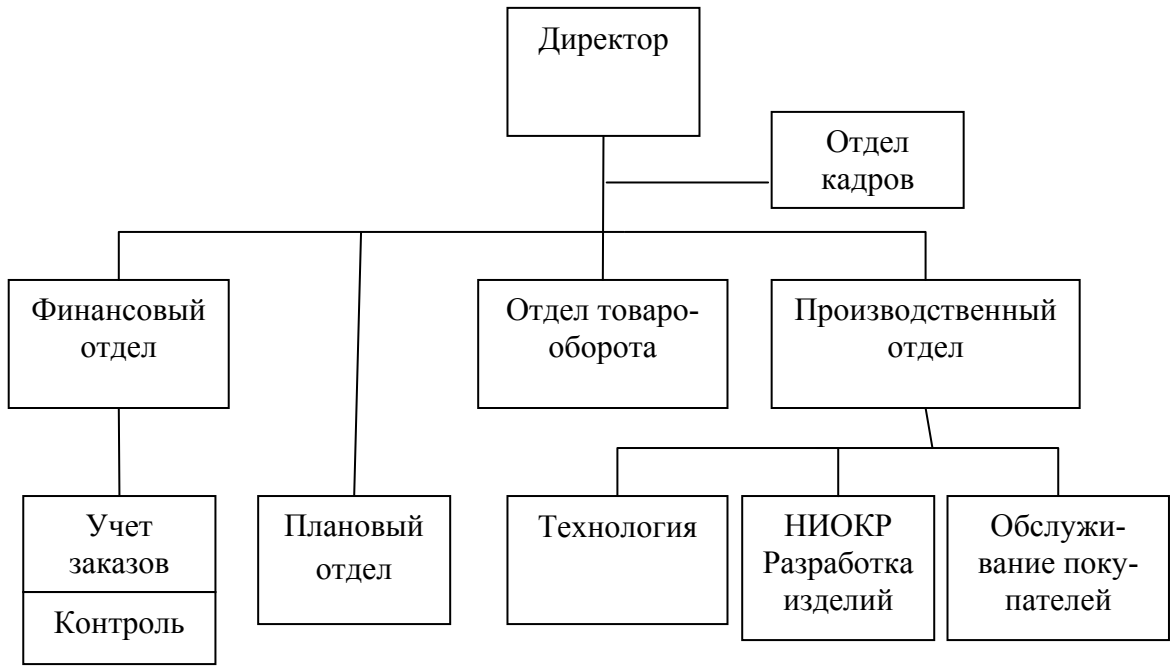 Директор
Отдел
кадров
Финансовый
отдел
Отдел товаро-
оборота
Производственный
отдел
Учет
заказов
Контроль
Плановый
отдел
Технология
НИОКР
Разработка
изделий
Обслужи-
вание поку-
пателей